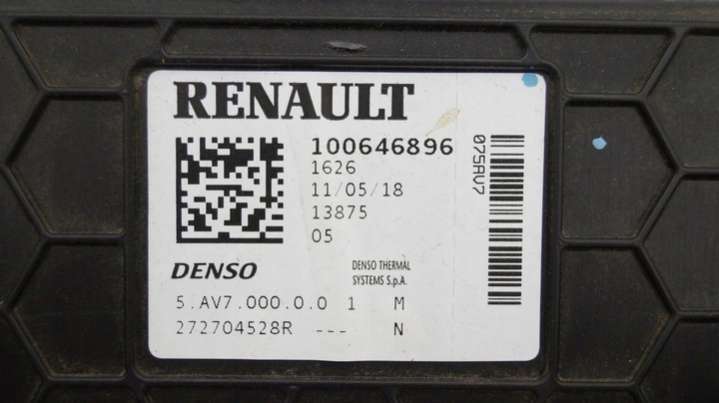 RENAULT
100646896
1626
11/05/18
13875
05
075AV7
DENSO
DENSO THERMAL
SYSTEMS S.p.A.
5.AV7.000.0.0 1 M
272704528R --- N